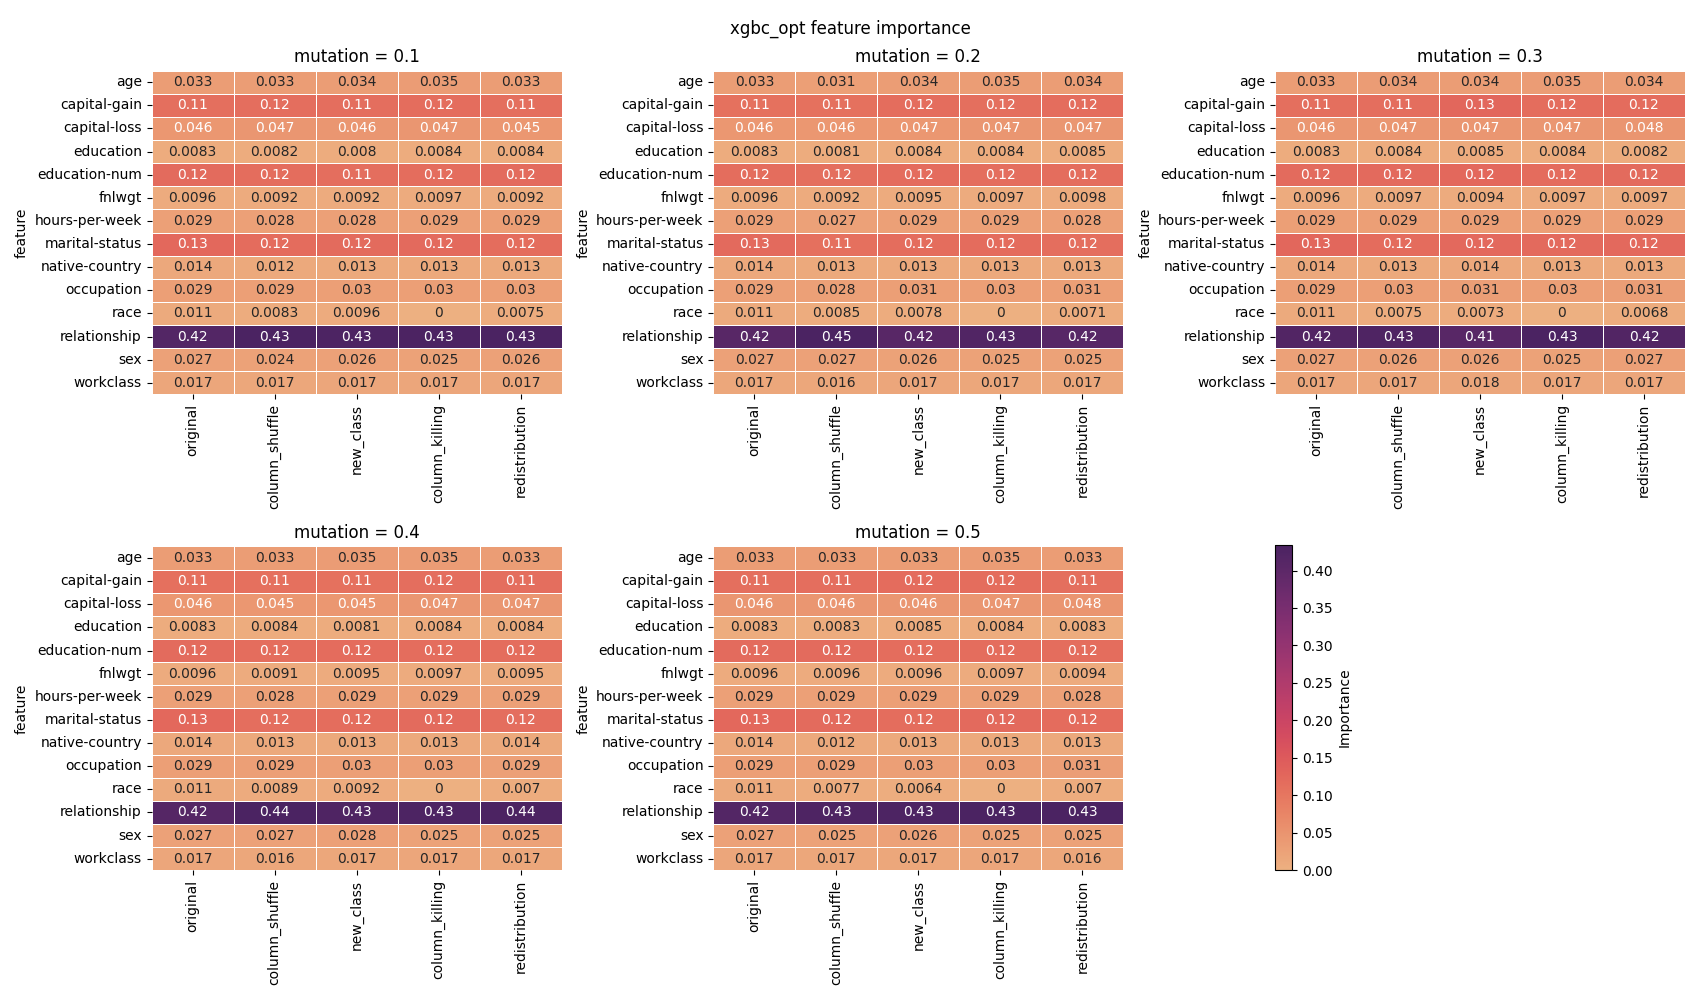 xgbc_opt feature importance
mutation = 0.1
feature
age 0.033 0.033 0.034 0.035 0.033
capital-gain 0.11 0.12 0.11 0.12 0.11
capital-loss 0.046 0.047 0.046 0.047 0.045
education 0.0083 0.0082 0.008 0.0084 0.0084
education-num 0.12 0.12 0.11 0.12 0.12
fnlwgt 0.0096 0.0092 0.0092 0.0097 0.0092
hours-per-week 0.029 0.028 0.028 0.029 0.029
marital-status 0.13 0.12 0.12 0.12 0.12
native-country 0.014 0.012 0.013 0.013 0.013
occupation 0.029 0.029 0.03 0.03 0.03
race 0.011 0.0083 0.0096 0 0.0075
relationship 0.42 0.43 0.43 0.43 0.43
sex 0.027 0.024 0.026 0.025 0.026
workclass 0.017 0.017 0.017 0.017 0.017
original column_shuffle new_class column_killing redistribution
mutation = 0.2
feature
age 0.033 0.031 0.034 0.035 0.034
capital-gain 0.11 0.11 0.12 0.12 0.12
capital-loss 0.046 0.046 0.047 0.047 0.047
education 0.0083 0.0081 0.0084 0.0084 0.0085
education-num 0.12 0.12 0.12 0.12 0.12
fnlwgt 0.0096 0.0092 0.0095 0.0097 0.0098
hours-per-week 0.029 0.027 0.029 0.029 0.028
marital-status 0.13 0.11 0.12 0.12 0.12
native-country 0.014 0.013 0.013 0.013 0.013
occupation 0.029 0.028 0.031 0.03 0.031
race 0.011 0.0085 0.0078 0 0.0071
relationship 0.42 0.45 0.42 0.43 0.42
sex 0.027 0.027 0.026 0.025 0.025
workclass 0.017 0.016 0.017 0.017 0.017
original column_shuffle new_class column_killing redistribution
mutation = 0.3
feature
age 0.033 0.034 0.034 0.035 0.034
capital-gain 0.11 0.11 0.13 0.12 0.12
capital-loss 0.046 0.047 0.047 0.047 0.048
education 0.0083 0.0084 0.0085 0.0084 0.0082
education-num 0.12 0.12 0.12 0.12 0.12
fnlwgt 0.0096 0.0097 0.0094 0.0097 0.0097
hours-per-week 0.029 0.029 0.029 0.029 0.029
marital-status 0.13 0.12 0.12 0.12 0.12
native-country 0.014 0.013 0.014 0.013 0.013
occupation 0.029 0.03 0.031 0.03 0.031
race 0.011 0.0075 0.0073 0 0.0068
relationship 0.42 0.43 0.41 0.43 0.42
sex 0.027 0.026 0.026 0.025 0.027
workclass 0.017 0.017 0.018 0.017 0.017
original column_shuffle new_class column_killing redistribution
mutation = 0.4
feature
age 0.033 0.033 0.035 0.035 0.033
capital-gain 0.11 0.11 0.11 0.12 0.11
capital-loss 0.046 0.045 0.045 0.047 0.047
education 0.0083 0.0084 0.0081 0.0084 0.0084
education-num 0.12 0.12 0.12 0.12 0.12
fnlwgt 0.0096 0.0091 0.0095 0.0097 0.0095
hours-per-week 0.029 0.028 0.029 0.029 0.029
marital-status 0.13 0.12 0.12 0.12 0.12
native-country 0.014 0.013 0.013 0.013 0.014
occupation 0.029 0.029 0.03 0.03 0.029
race 0.011 0.0089 0.0092 0 0.007
relationship 0.42 0.44 0.43 0.43 0.44
sex 0.027 0.027 0.028 0.025 0.025
workclass 0.017 0.016 0.017 0.017 0.017
original column_shuffle new_class column_killing redistribution
mutation = 0.5
feature
age 0.033 0.033 0.033 0.035 0.033
capital-gain 0.11 0.11 0.12 0.12 0.11
capital-loss 0.046 0.046 0.046 0.047 0.048
education 0.0083 0.0083 0.0085 0.0084 0.0083
education-num 0.12 0.12 0.12 0.12 0.12
fnlwgt 0.0096 0.0096 0.0096 0.0097 0.0094
hours-per-week 0.029 0.029 0.029 0.029 0.028
marital-status 0.13 0.12 0.12 0.12 0.12
native-country 0.014 0.012 0.013 0.013 0.013
occupation 0.029 0.029 0.03 0.03 0.031
race 0.011 0.0077 0.0064 0 0.007
relationship 0.42 0.43 0.43 0.43 0.43
sex 0.027 0.025 0.026 0.025 0.025
workclass 0.017 0.017 0.017 0.017 0.016
original column_shuffle new_class column_killing redistribution
0.40
0.35
0.30
0.25
0.20
0.15
0.10
0.05
0.00
Importance